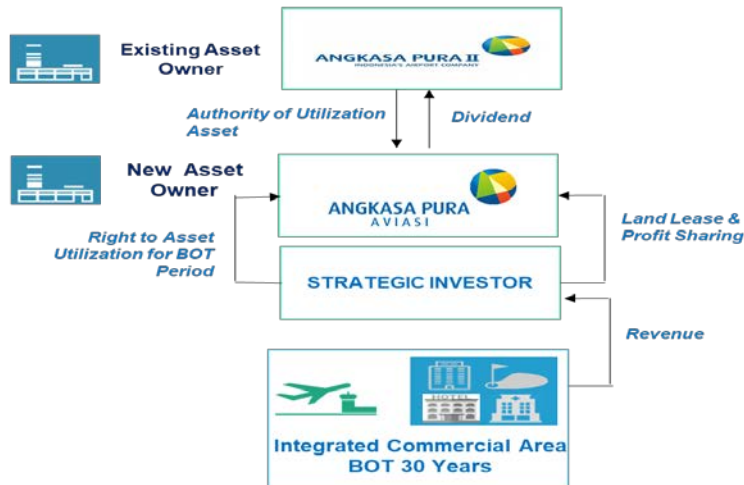 Existing Asset
Owner
ANGKASA PURA II
INDONESIA'S AIRPORT COMPANY
Authority of Utilization
Asset
Dividend
New Asset
Owner
ANGKASA PURA
AVIASI
Right to Asset
Utilization for BOT
Period
Land Lease &
Profit Sharing
STRATEGIC INVESTOR
Revenue
HOTEL
Integrated Commercial Area
BOT 30 Years